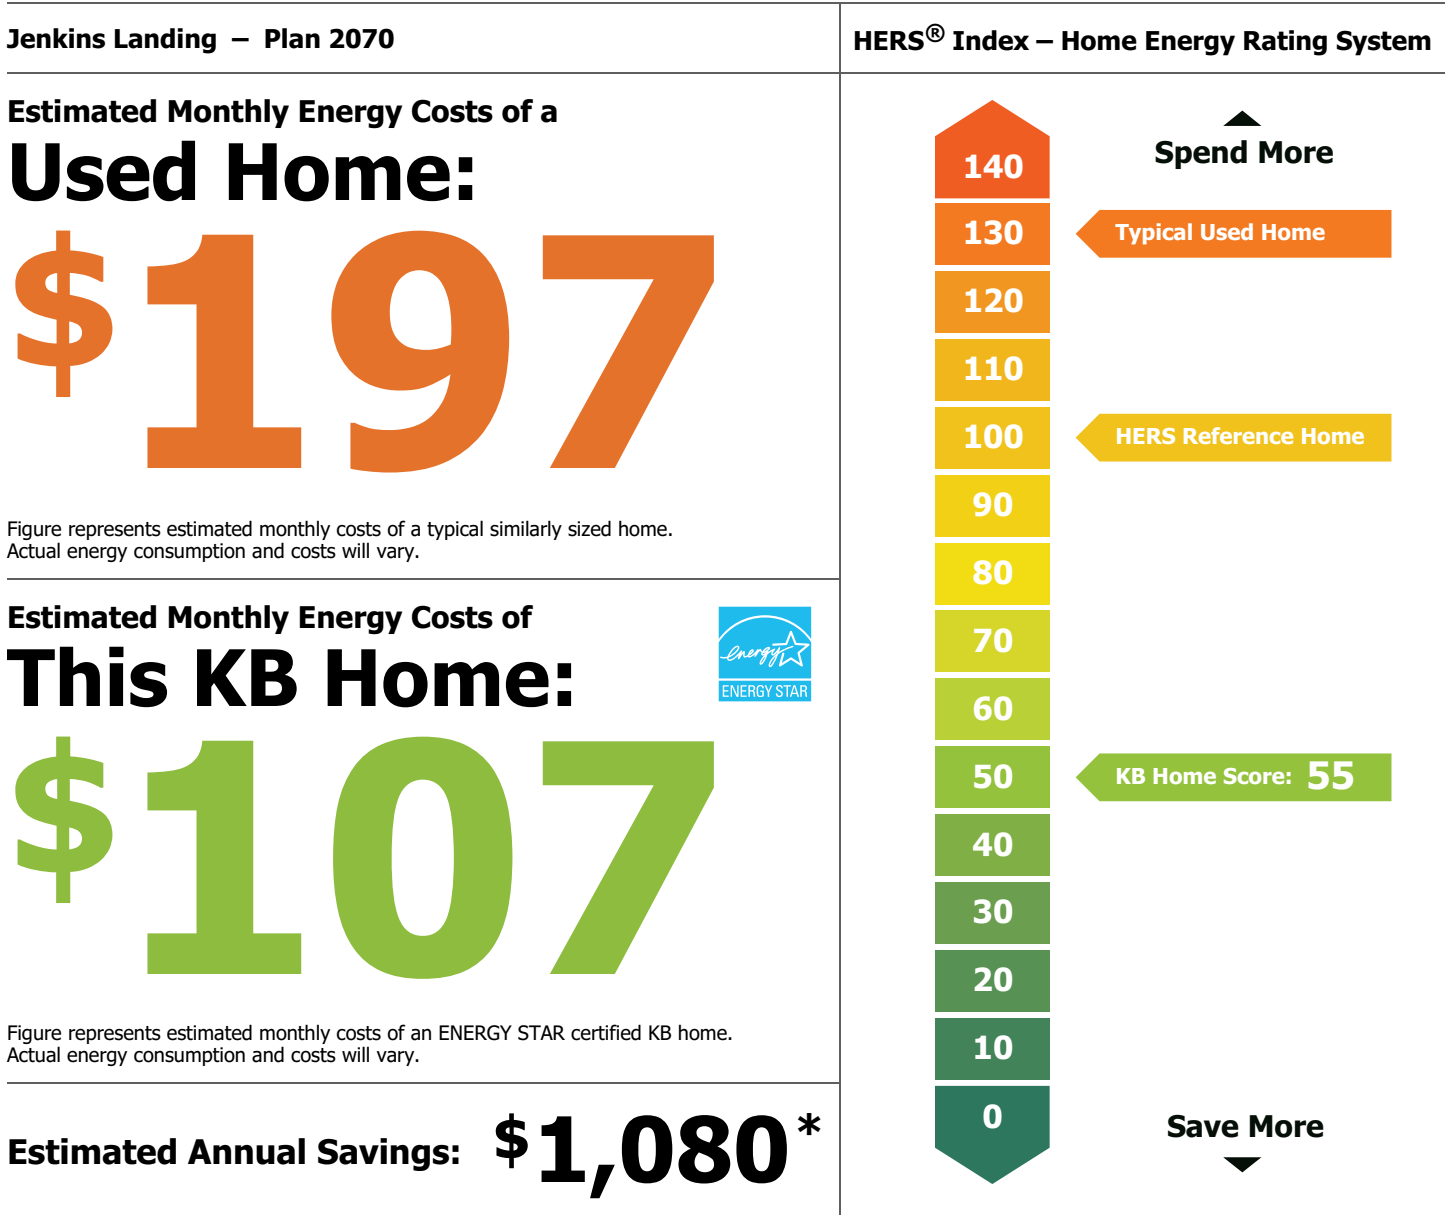 Jenkins Landing – Plan 2070
Estimated Monthly Energy Costs of a
Used Home:
$197
Figure represents estimated monthly costs of a typical similarly sized home.
Actual energy consumption and costs will vary.
Estimated Monthly Energy Costs of
This KB Home:
energy
ENERGY STAR
$107
Figure represents estimated monthly costs of an ENERGY STAR certified KB home.
Actual energy consumption and costs will vary.
Estimated Annual Savings: $1,080*
HERS® Index – Home Energy Rating System
Spend More
140
130 Typical Used Home
120
110
100 HERS Reference Home
90
80
70
60
50 KB Home Score: 55
40
30
20
10
0
Save More